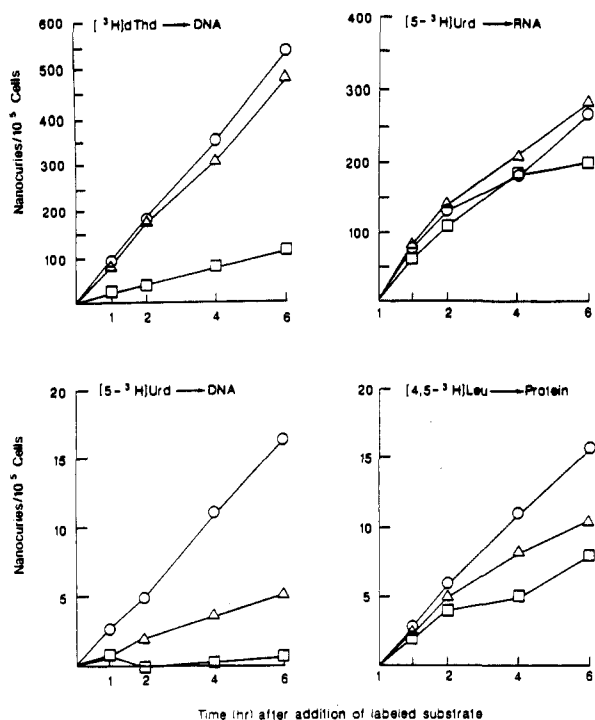 [³H]dThd → DNA
Nanocuries/10⁵ Cells
600
500
400
300
200
100
1 2 4 6
[5-³H]Urd → RNA
400
300
200
100
1 1 2 4 6
[5-³H]Urd → DNA
Nanocuries/10⁵ Cells
20
15
10
5
1 2 4 6
[4,5-³H]Leu → Protein
20
15
10
5
1 1 2 4 6
Time (hr) after addition of labeled substrate